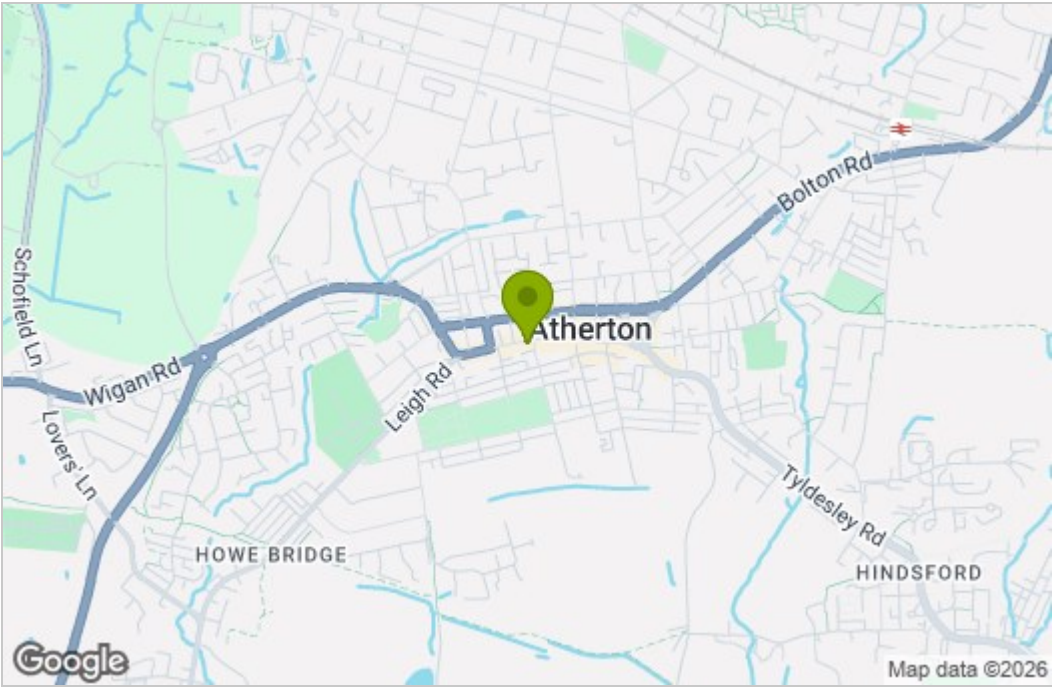 Bolton Rd
Schofield Ln
Atherton
Wigan Rd
Leigh Rd
Lovers' Ln
Tyldesley Rd
HOWE BRIDGE
HINDSFORD
Google
Map data ©2026